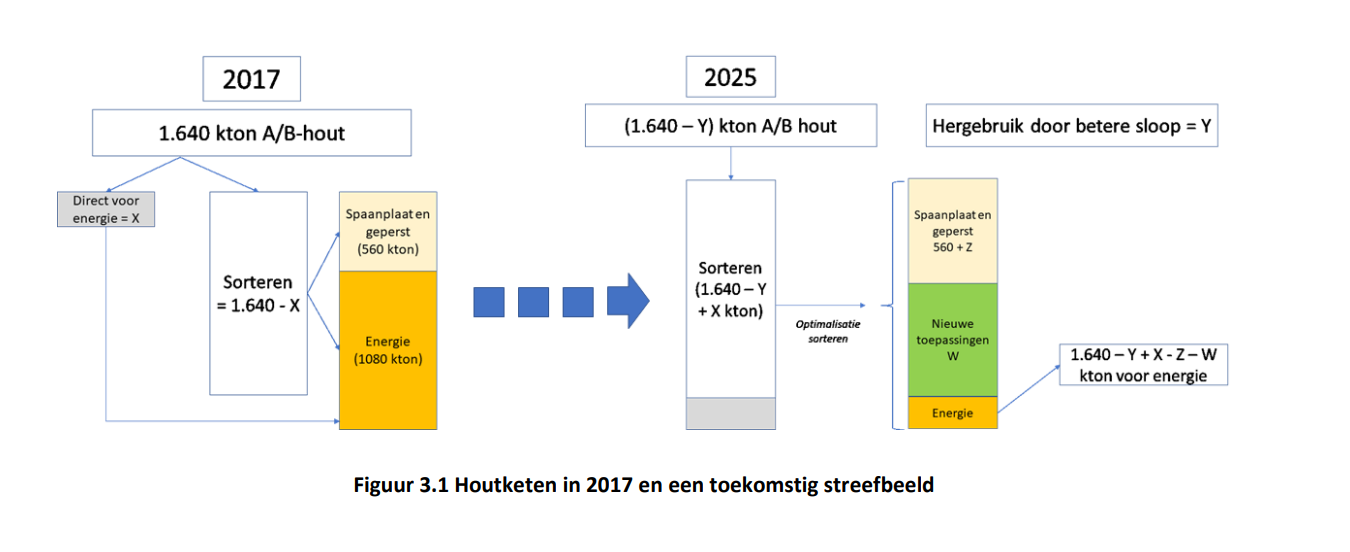 2017
1.640 kton A/B-hout
Direct voor
energie = X
Sorteren
= 1.640 - X
Spaanplaat en
geperst
(560 kton)
Energie
(1080 kton)
2025
(1.640 – Y) kton A/B hout
Hergebruik door betere sloop = Y
Sorteren
(1.640 – Y
+ X kton)
Optimalisatie
sorteren
Spaanplaat en
geperst
560 + Z
Nieuwe
toepassingen
W
Energie
1.640 – Y + X - Z – W
kton voor energie
Figuur 3.1 Houtketen in 2017 en een toekomstig streefbeeld